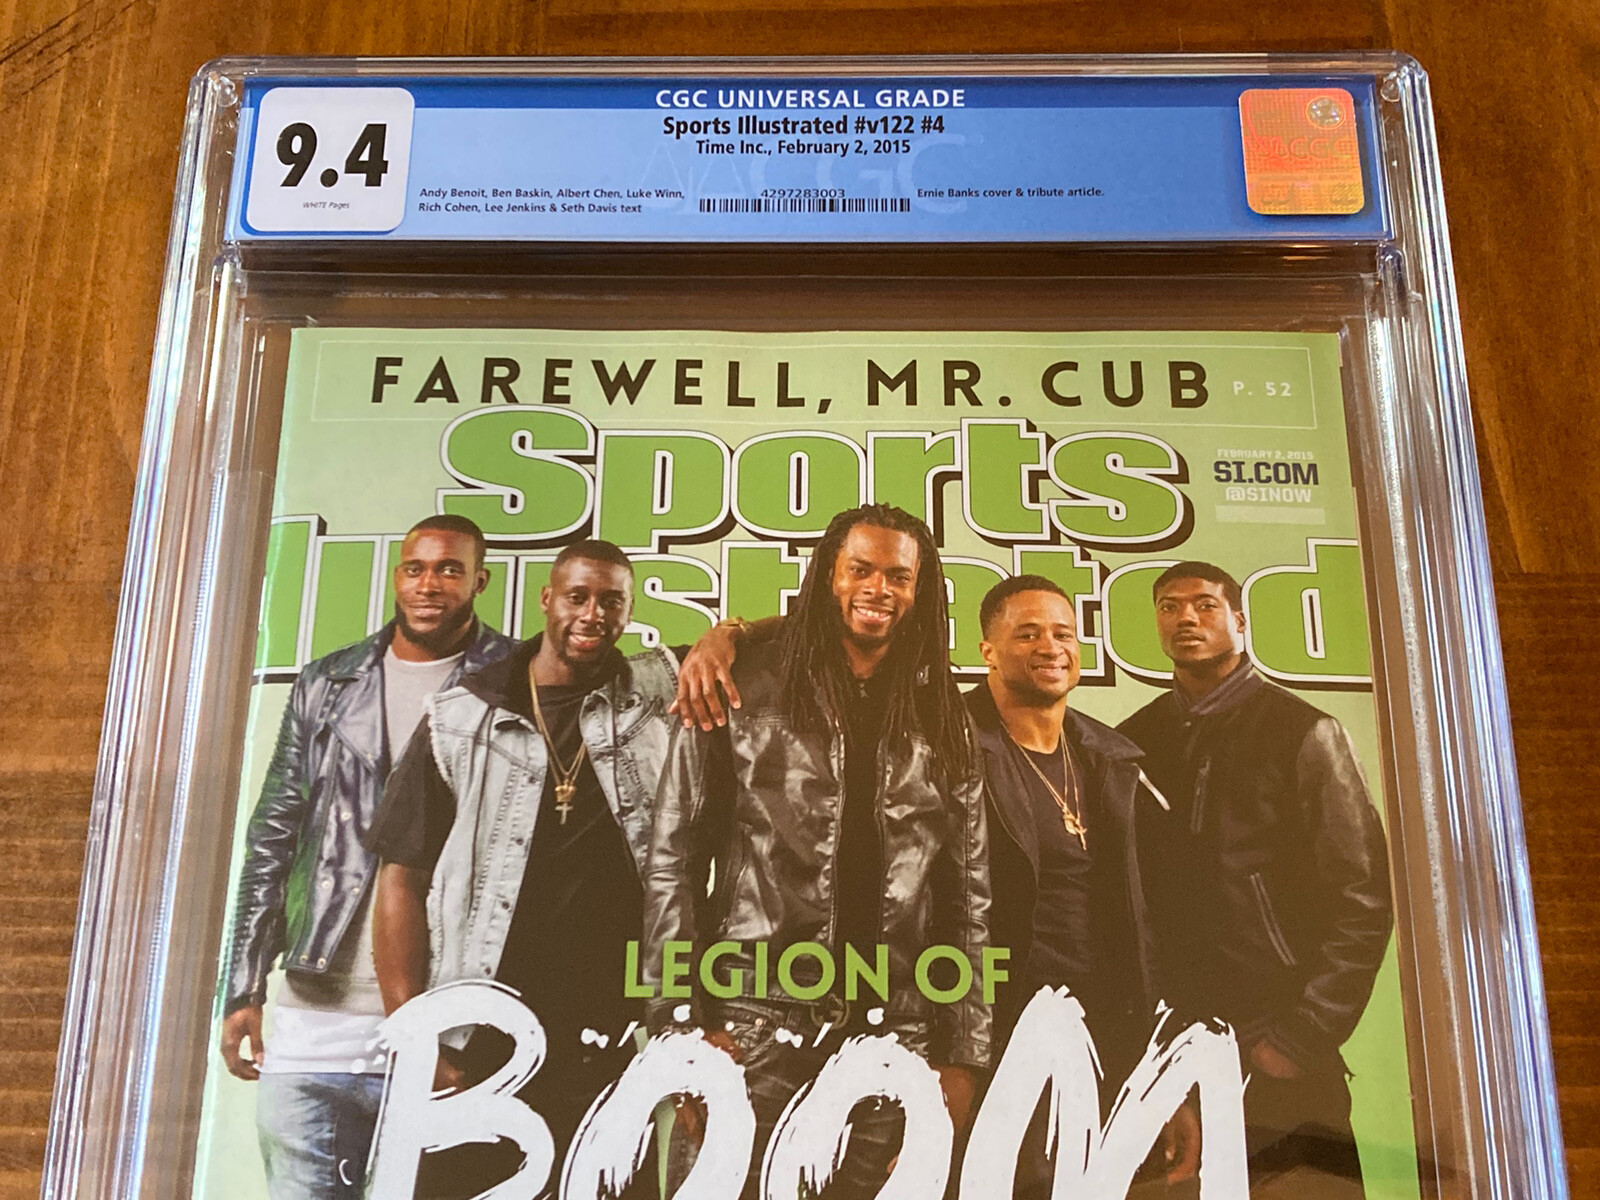 CGC UNIVERSAL GRADE
9.4
WHITE Pages
Sports Illustrated #v122 #4
Time Inc., February 2, 2015
Andy Benoit, Ben Baskin, Albert Chen, Luke Winn,
Rich Cohen, Lee Jenkins & Seth Davis text
4297283003
Ernie Banks cover & tribute article.
CGC
FAREWELL, MR. CUB P. 52
Sports
Illustrated
FEBRUARY 2, 2015
SI.COM
@SINOW
LEGION OF
BOOM